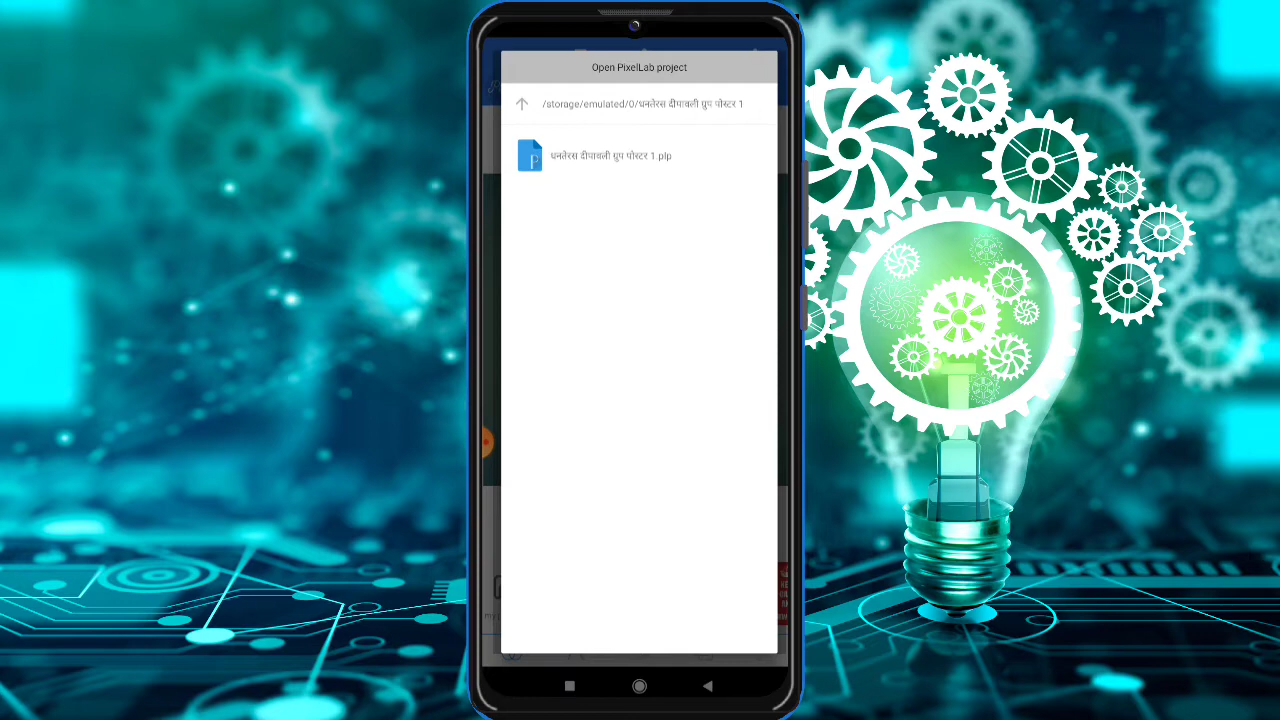 Open PixelLab project
/storage/emulated/0/धनतेरस दीपावली ग्रुप पोस्टर 1
धनतेरस दीपावली ग्रुप पोस्टर 1.plp